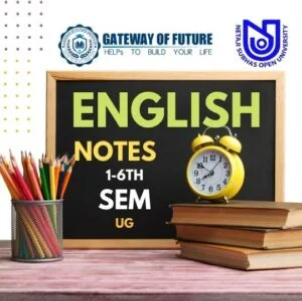 GATEWAY OF FUTURE
HELPs TO BUILD YOUR LIFE
NETAJI SUBHAS OPEN UNIVERSITY
ENGLISH
NOTES
1-6TH
SEM
UG